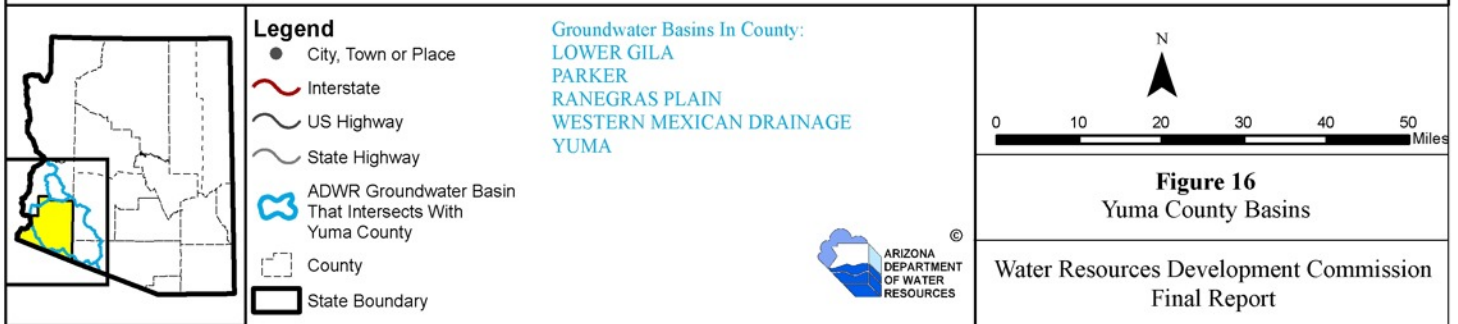 Legend
City, Town or Place
Interstate
US Highway
State Highway
ADWR Groundwater Basin
That Intersects With
Yuma County
County
State Boundary
Groundwater Basins In County:
LOWER GILA
PARKER
RANEGRAS PLAIN
WESTERN MEXICAN DRAINAGE
YUMA
©
ARIZONA
DEPARTMENT
OF WATER
RESOURCES
N
0 10 20 30 40 50
Miles
Figure 16
Yuma County Basins
Water Resources Development Commission
Final Report